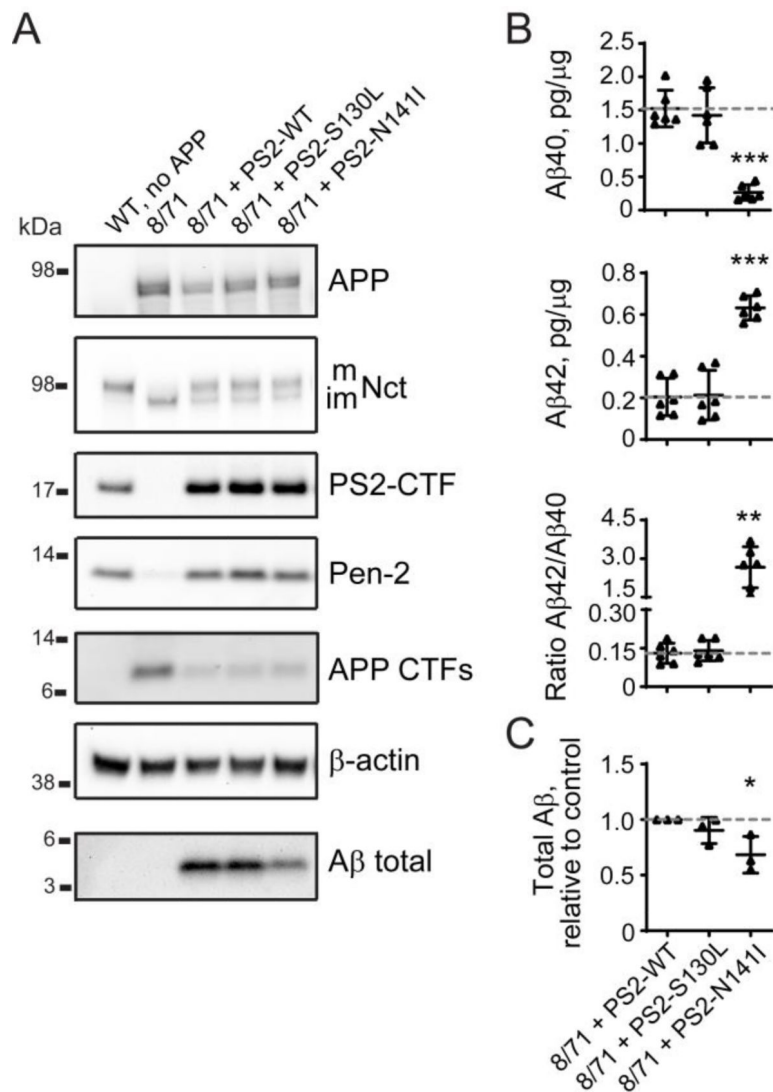 A
WT, no APP
8/71
8/71 + PS2-WT
8/71 + PS2-S130L
8/71 + PS2-N141I
kDa
98
APP
98
m
im Nct
17
PS2-CTF
14
Pen-2
14
6
APP CTFs
38
β-actin
6
3
Aβ total
B
Aβ40, pg/μg
2.5
2.0
1.5
1.0
0.5
0
***
Aβ42, pg/μg
0.8
0.6
0.4
0.2
0
***
Ratio Aβ42/Aβ40
4.5
3.0
1.5
0.30
0.15
0
**
C
Total Aβ,
relative to control
1.0
0.5
0
*
8/71 + PS2-WT
8/71 + PS2-S130L
8/71 + PS2-N141I